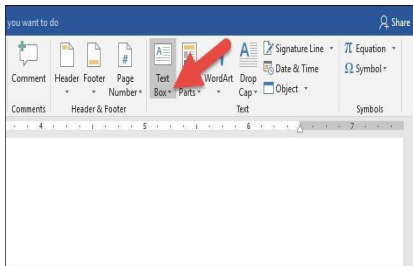 you want to do
Share
Comment
Header
Footer
Page
Number
#
A
Text
Box
Parts
WordArt
A
Drop
Cap
Signature Line
Date & Time
Object
π Equation
Ω Symbol
Comments
Header & Footer
Text
Symbols
4
5
6
7